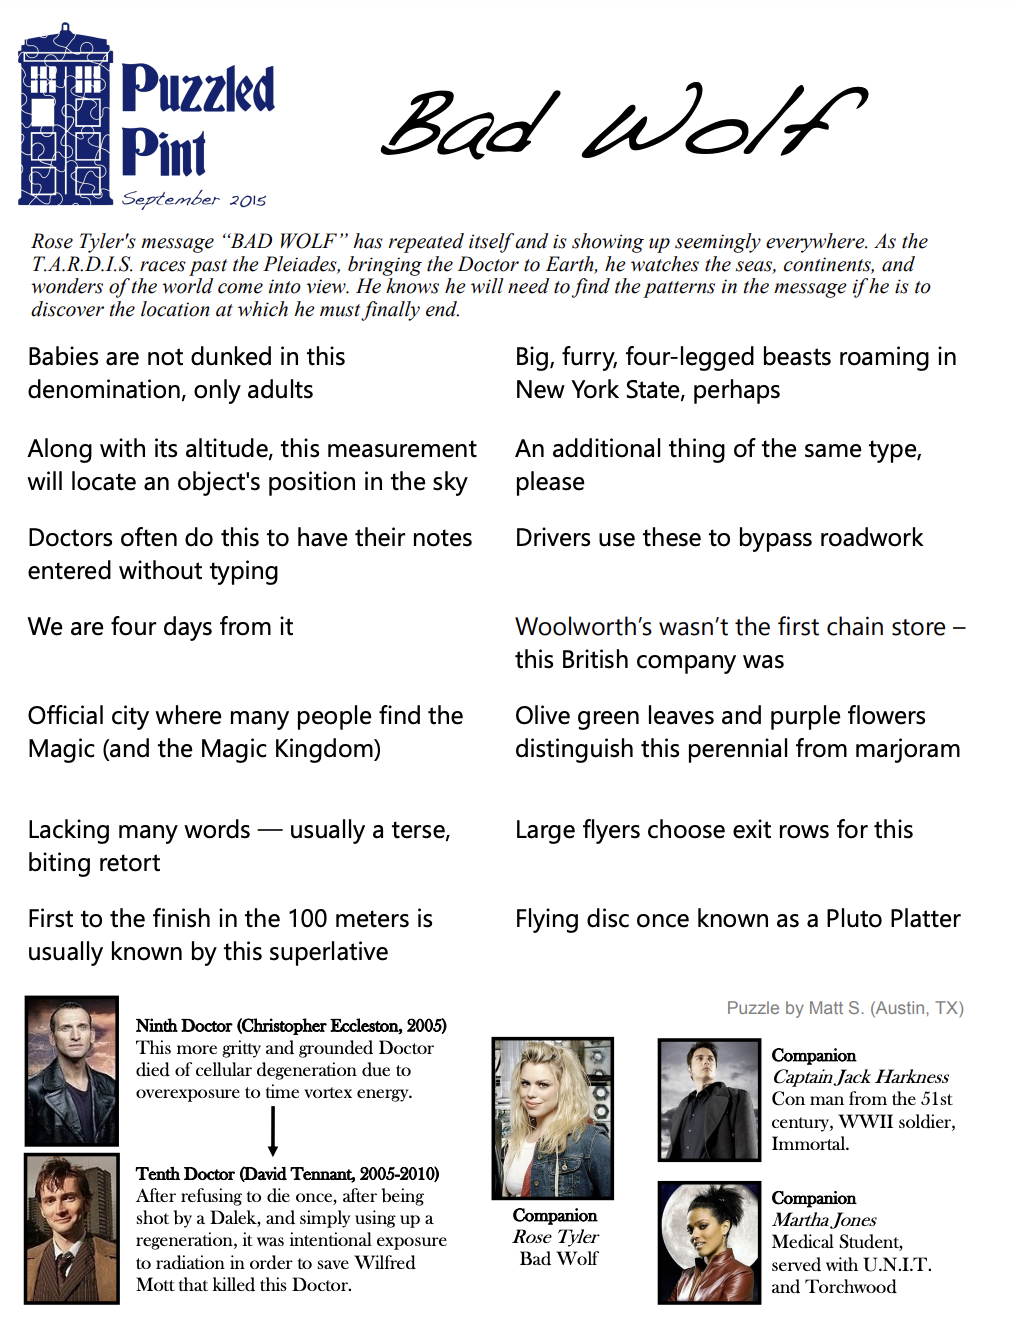 Puzzled
Pint
September 2015
Bad Wolf
Rose Tyler's message “BAD WOLF” has repeated itself and is showing up seemingly everywhere. As the
T.A.R.D.I.S. races past the Pleiades, bringing the Doctor to Earth, he watches the seas, continents, and
wonders of the world come into view. He knows he will need to find the patterns in the message if he is to
discover the location at which he must finally end.
Babies are not dunked in this
denomination, only adults
Big, furry, four-legged beasts roaming in
New York State, perhaps
Along with its altitude, this measurement
will locate an object's position in the sky
An additional thing of the same type,
please
Doctors often do this to have their notes
entered without typing
Drivers use these to bypass roadwork
We are four days from it
Woolworth’s wasn’t the first chain store –
this British company was
Official city where many people find the
Magic (and the Magic Kingdom)
Olive green leaves and purple flowers
distinguish this perennial from marjoram
Lacking many words — usually a terse,
biting retort
Large flyers choose exit rows for this
First to the finish in the 100 meters is
usually known by this superlative
Flying disc once known as a Pluto Platter
Puzzle by Matt S. (Austin, TX)
Ninth Doctor (Christopher Eccleston, 2005)
This more gritty and grounded Doctor
died of cellular degeneration due to
overexposure to time vortex energy.
Tenth Doctor (David Tennant, 2005-2010)
After refusing to die once, after being
shot by a Dalek, and simply using up a
regeneration, it was intentional exposure
to radiation in order to save Wilfred
Mott that killed this Doctor.
Companion
Rose Tyler
Bad Wolf
Companion
Captain Jack Harkness
Con man from the 51st
century, WWII soldier,
Immortal.
Companion
Martha Jones
Medical Student,
served with U.N.I.T.
and Torchwood